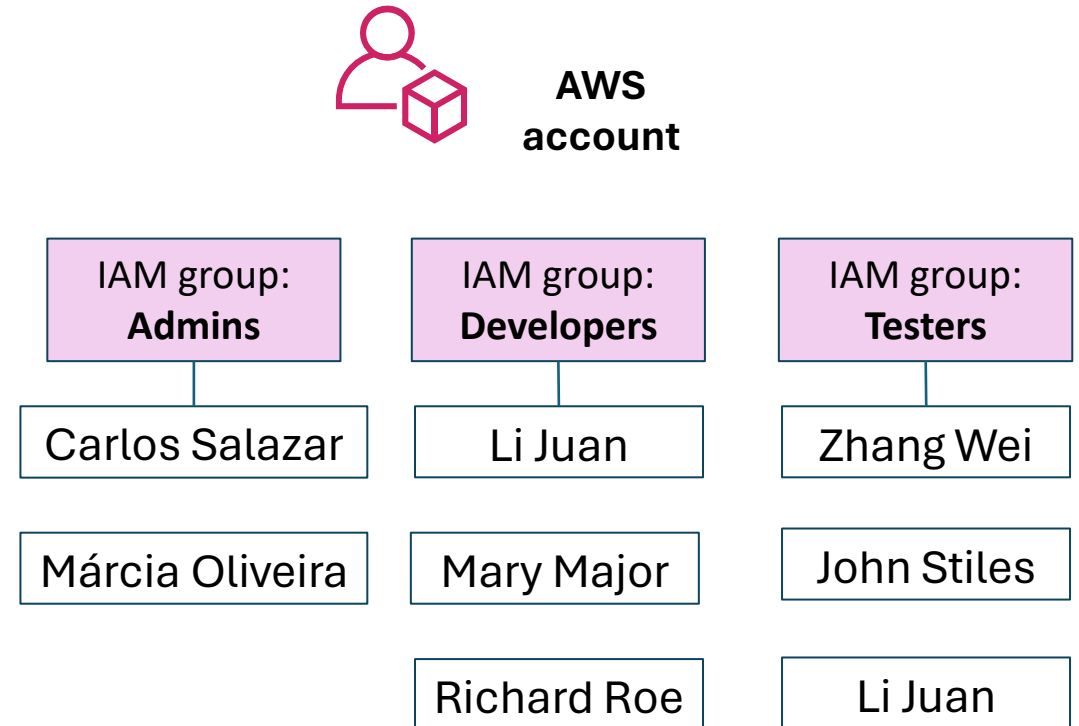 AWS
account
IAM group:
Admins
IAM group:
Developers
IAM group:
Testers
Carlos Salazar
Li Juan
Zhang Wei
Márcia Oliveira
Mary Major
John Stiles
Richard Roe
Li Juan